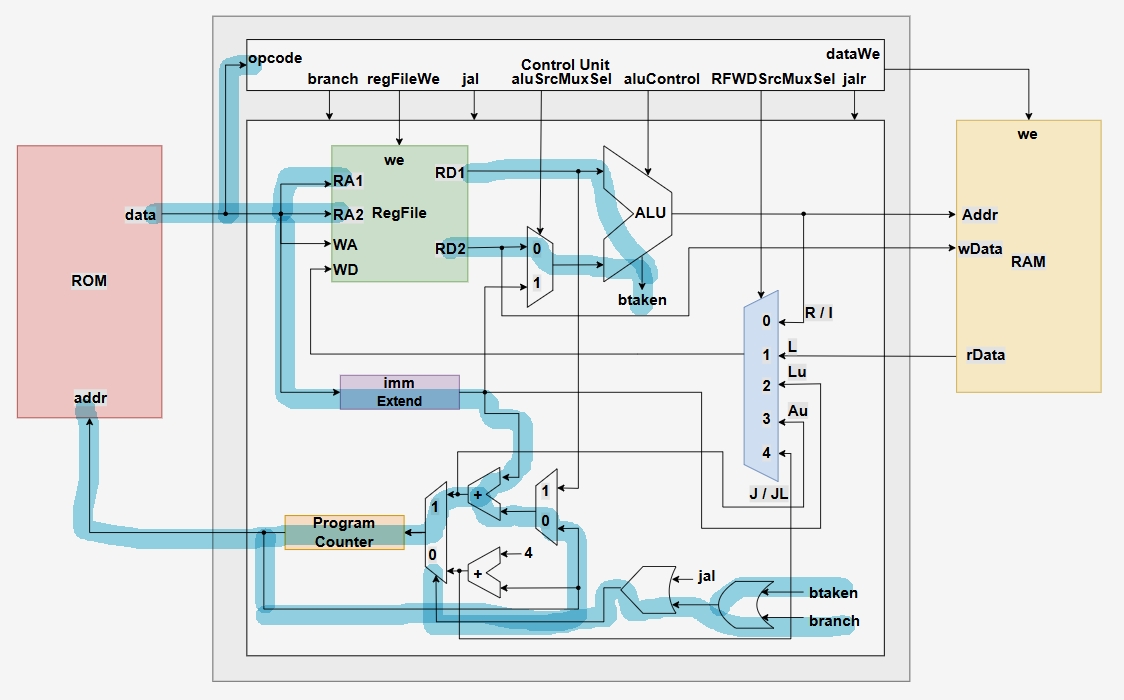 opcode
Control Unit
dataWe
branch regFileWe jal aluSrcMuxSel aluControl RFWDSrcMuxSel jalr
we
we
RA1
RD1
data
RA2
RegFile
ALU
Addr
WA
RD2
0
wData
WD
RAM
ROM
1
btaken
0
R / I
1
L
rData
2
Lu
imm
Extend
addr
3
Au
4
J / JL
1
+
1
0
Program
Counter
0
4
+
jal
btaken
branch